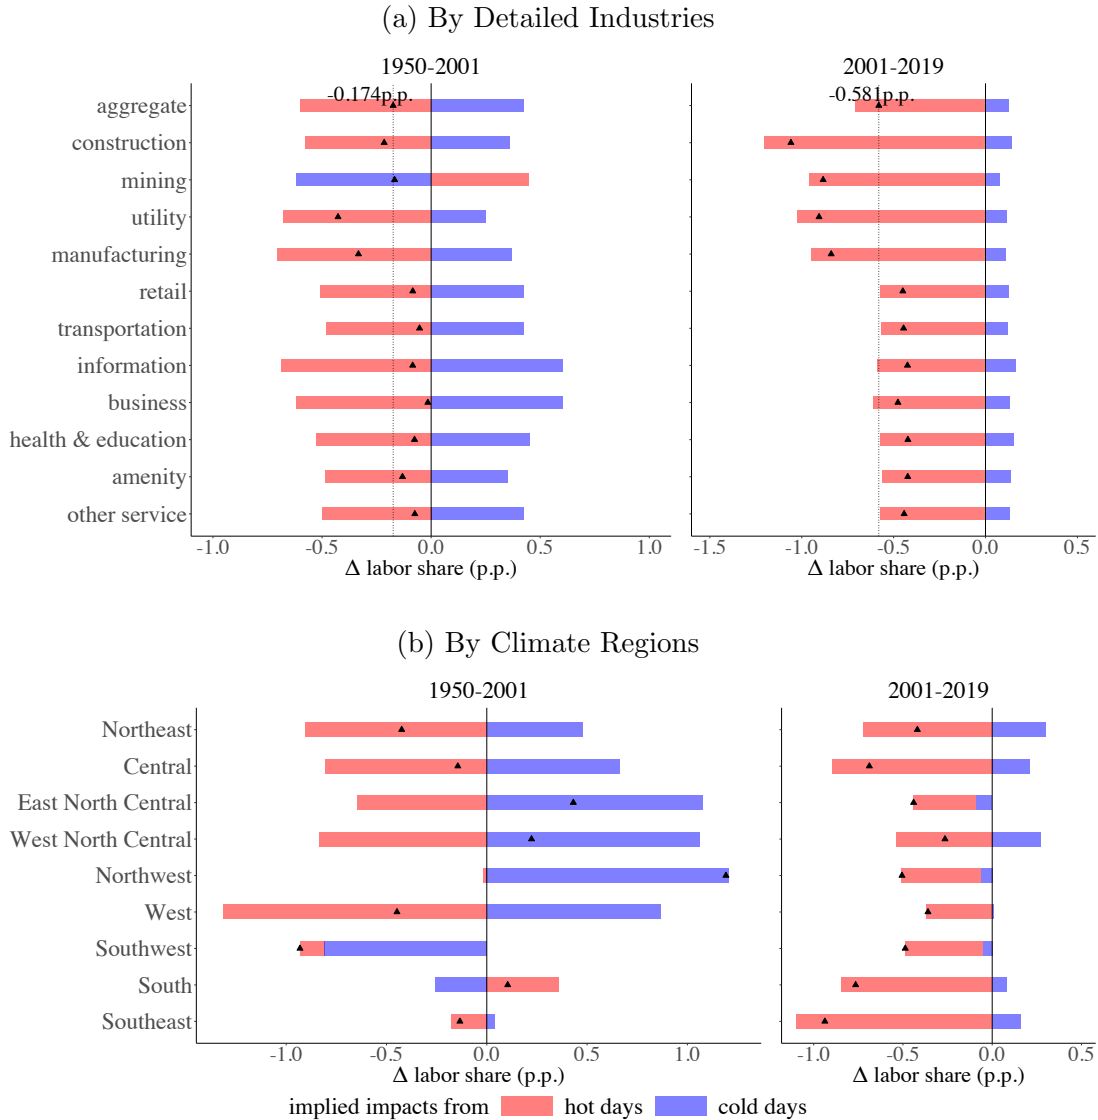 (a) By Detailed Industries
1950-2001
2001-2019
-0.174p.p.
-0.581p.p.
aggregate
construction
mining
utility
manufacturing
retail
transportation
information
business
health & education
amenity
other service
-1.0 -0.5 0.0 0.5 1.0
-1.5 -1.0 -0.5 0.0 0.5
Δ labor share (p.p.)
Δ labor share (p.p.)
(b) By Climate Regions
1950-2001
2001-2019
Northeast
Central
East North Central
West North Central
Northwest
West
Southwest
South
Southeast
-1.0 -0.5 0.0 0.5 1.0
-1.0 -0.5 0.0 0.5
Δ labor share (p.p.)
Δ labor share (p.p.)
implied impacts from hot days cold days